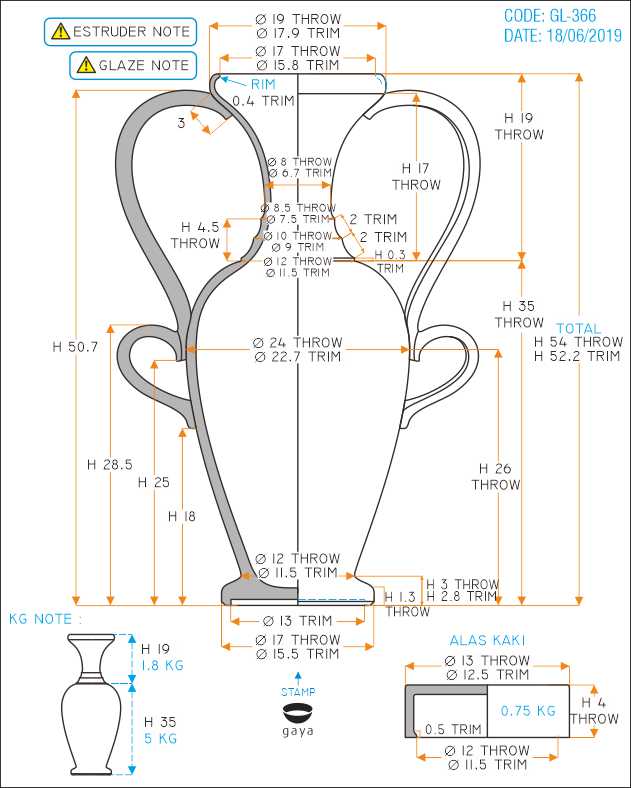 CODE: GL-366
DATE: 18/06/2019
ESTRUDER NOTE
GLAZE NOTE
Ø 19 THROW
Ø 17.9 TRIM
Ø 17 THROW
Ø 15.8 TRIM
RIM
0.4 TRIM
3
H 19
THROW
H 17
THROW
Ø 8 THROW
Ø 6.7 TRIM
Ø 8.5 THROW
Ø 7.5 TRIM
2 TRIM
H 4.5
THROW
Ø 10 THROW
Ø 9 TRIM
2 TRIM
H 0.3
TRIM
Ø 12 THROW
Ø 11.5 TRIM
H 35
THROW
TOTAL
H 54 THROW
H 52.2 TRIM
H 50.7
Ø 24 THROW
Ø 22.7 TRIM
H 28.5
H 25
H 18
H 26
THROW
Ø 12 THROW
Ø 11.5 TRIM
H 3 THROW
H 2.8 TRIM
H 1.3
THROW
Ø 13 TRIM
Ø 17 THROW
Ø 15.5 TRIM
KG NOTE :
H 19
1.8 KG
H 35
5 KG
STAMP
gaya
ALAS KAKI
Ø 13 THROW
Ø 12.5 TRIM
0.75 KG
H 4
THROW
0.5 TRIM
Ø 12 THROW
Ø 11.5 TRIM